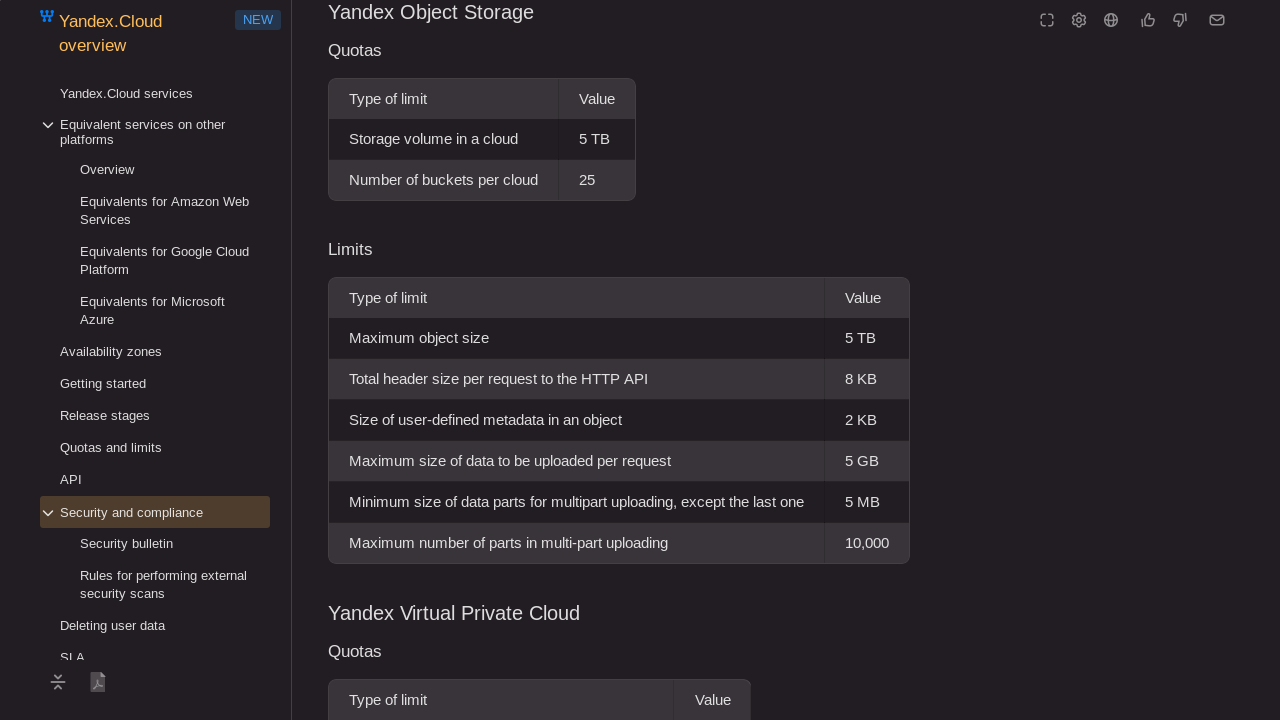 Yandex.Cloud
overview
NEW
Yandex.Cloud services
Equivalent services on other
platforms
Overview
Equivalents for Amazon Web
Services
Equivalents for Google Cloud
Platform
Equivalents for Microsoft
Azure
Availability zones
Getting started
Release stages
Quotas and limits
API
Security and compliance
Security bulletin
Rules for performing external
security scans
Deleting user data
SLA
Yandex Object Storage
Quotas
Type of limit Value
Storage volume in a cloud 5 TB
Number of buckets per cloud 25
Limits
Type of limit Value
Maximum object size 5 TB
Total header size per request to the HTTP API 8 KB
Size of user-defined metadata in an object 2 KB
Maximum size of data to be uploaded per request 5 GB
Minimum size of data parts for multipart uploading, except the last one 5 MB
Maximum number of parts in multi-part uploading 10,000
Yandex Virtual Private Cloud
Quotas
Type of limit Value